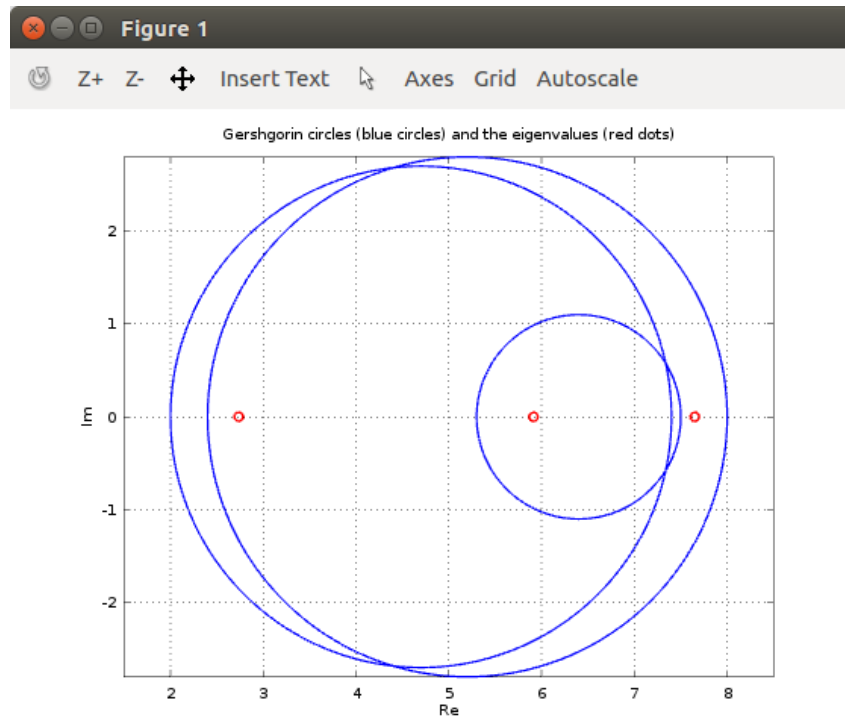 Figure 1
Z+ Z- Insert Text Axes Grid Autoscale
Gershgorin circles (blue circles) and the eigenvalues (red dots)
2
1
0
-1
-2
Im
2 3 4 5 6 7 8
Re